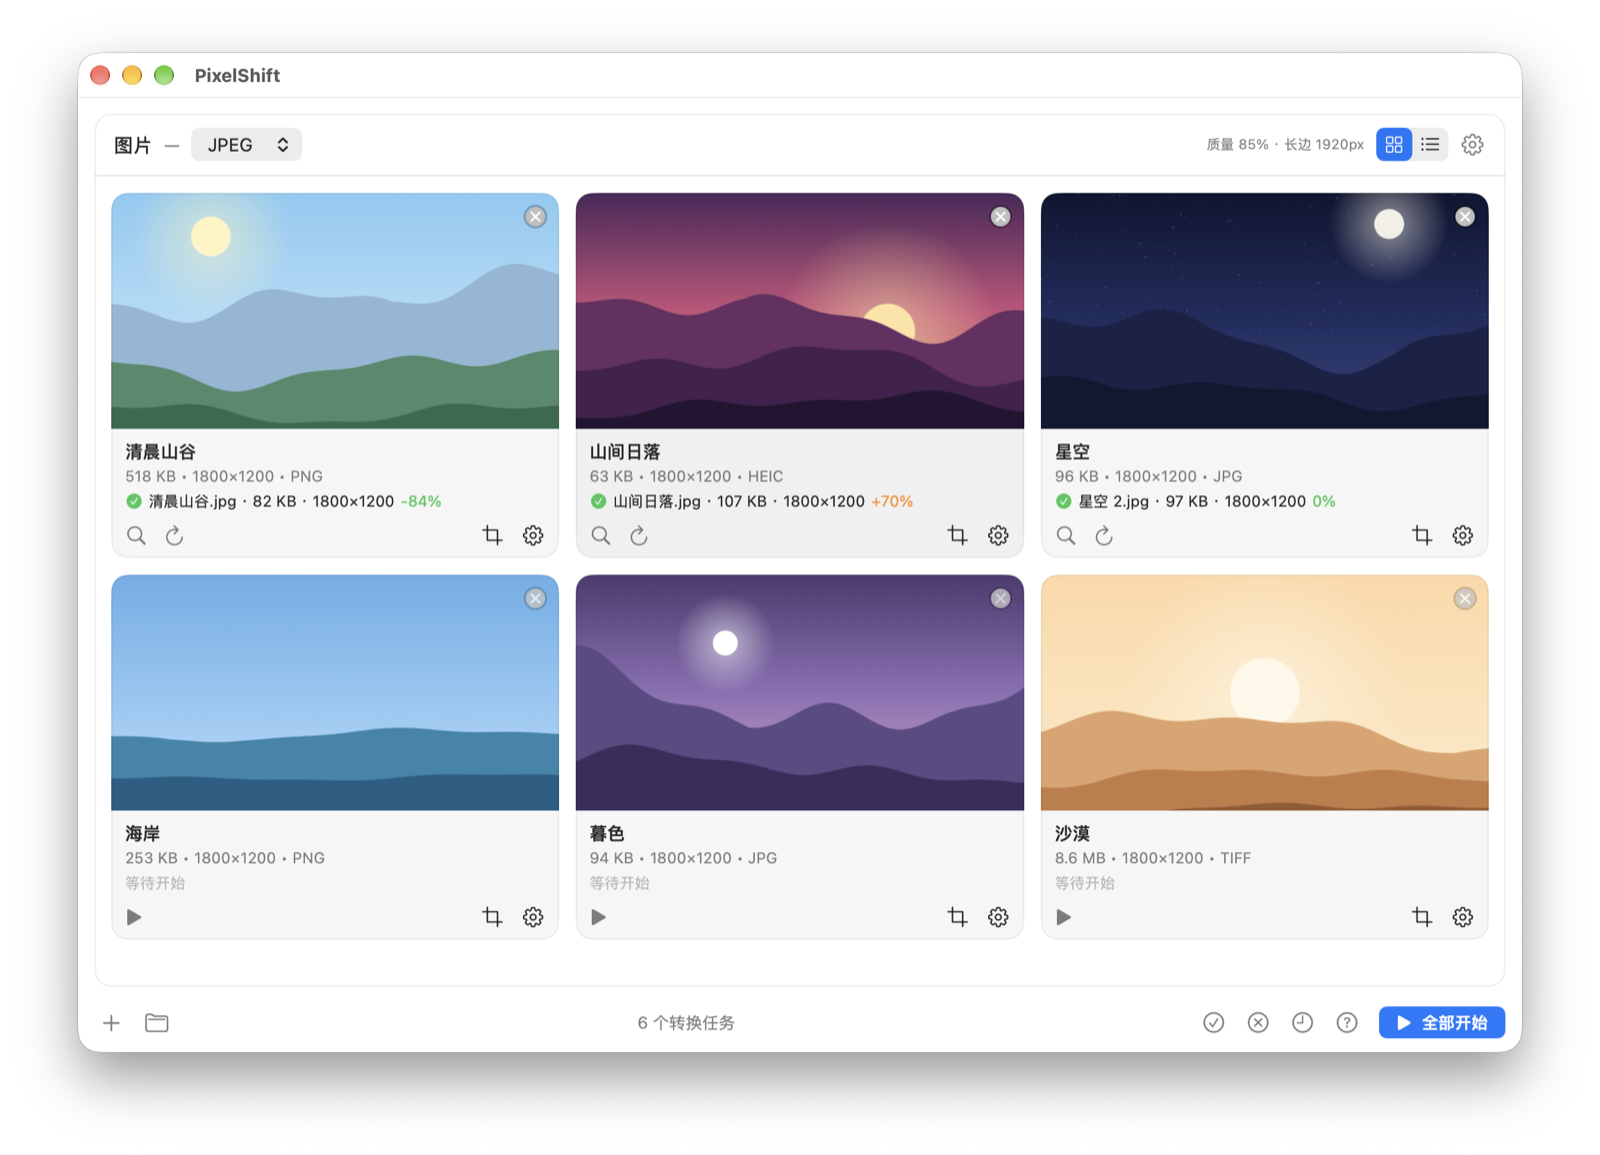 PixelShift
图片 — JPEG
质量 85% · 长边 1920px
清晨山谷
518 KB • 1800×1200 • PNG
清晨山谷.jpg · 82 KB · 1800×1200 -84%
山间日落
63 KB • 1800×1200 • HEIC
山间日落.jpg · 107 KB · 1800×1200 +70%
星空
96 KB • 1800×1200 • JPG
星空 2.jpg · 97 KB · 1800×1200 0%
海岸
253 KB • 1800×1200 • PNG
等待开始
暮色
94 KB • 1800×1200 • JPG
等待开始
沙漠
8.6 MB • 1800×1200 • TIFF
等待开始
6 个转换任务
全部开始